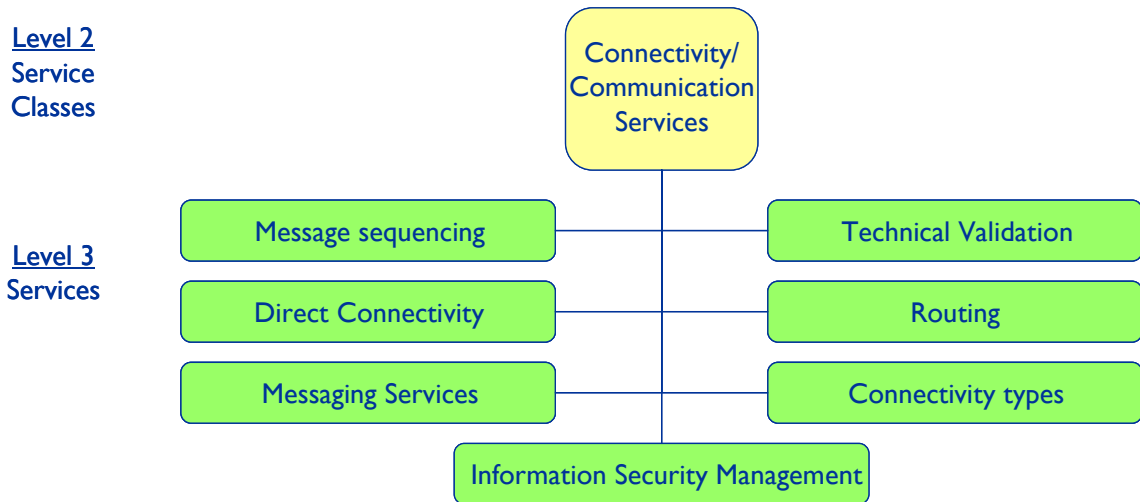 Level 2
Service
Classes
Connectivity/
Communication
Services
Message sequencing
Technical Validation
Level 3
Services
Direct Connectivity
Routing
Messaging Services
Connectivity types
Information Security Management